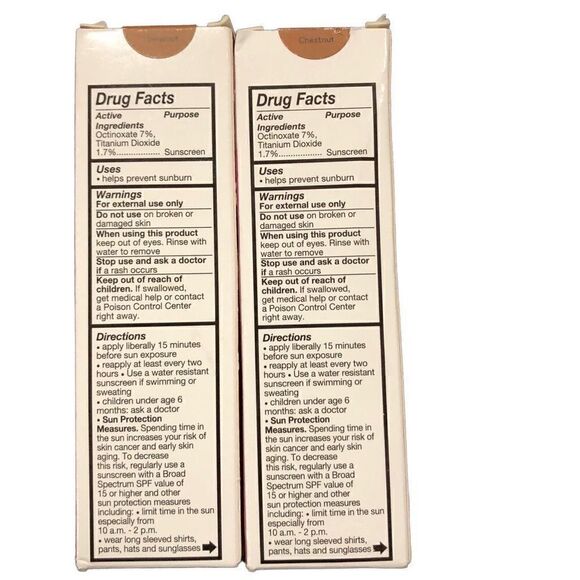 Chestnut
Drug Facts
Active Purpose
Ingredients
Octinoxate 7%,
Titanium Dioxide
1.7%.................. Sunscreen
Uses
• helps prevent sunburn
Warnings
For external use only
Do not use on broken or
damaged skin
When using this product
keep out of eyes. Rinse with
water to remove
Stop use and ask a doctor
if a rash occurs
Keep out of reach of
children. If swallowed,
get medical help or contact
a Poison Control Center
right away.
Directions
• apply liberally 15 minutes
before sun exposure
• reapply at least every two
hours • Use a water resistant
sunscreen if swimming or
sweating
• children under age 6
months: ask a doctor
• Sun Protection
Measures. Spending time in
the sun increases your risk of
skin cancer and early skin
aging. To decrease
this risk, regularly use a
sunscreen with a Broad
Spectrum SPF value of
15 or higher and other
sun protection measures
including: • limit time in the sun
especially from
10 a.m. - 2 p.m.
• wear long sleeved shirts,
pants, hats and sunglasses
Chestnut
Drug Facts
Active Purpose
Ingredients
Octinoxate 7%,
Titanium Dioxide
1.7%.................. Sunscreen
Uses
• helps prevent sunburn
Warnings
For external use only
Do not use on broken or
damaged skin
When using this product
keep out of eyes. Rinse with
water to remove
Stop use and ask a doctor
if a rash occurs
Keep out of reach of
children. If swallowed,
get medical help or contact
a Poison Control Center
right away.
Directions
• apply liberally 15 minutes
before sun exposure
• reapply at least every two
hours • Use a water resistant
sunscreen if swimming or
sweating
• children under age 6
months: ask a doctor
• Sun Protection
Measures. Spending time in
the sun increases your risk of
skin cancer and early skin
aging. To decrease
this risk, regularly use a
sunscreen with a Broad
Spectrum SPF value of
15 or higher and other
sun protection measures
including: • limit time in the sun
especially from
10 a.m. - 2 p.m.
• wear long sleeved shirts,
pants, hats and sunglasses